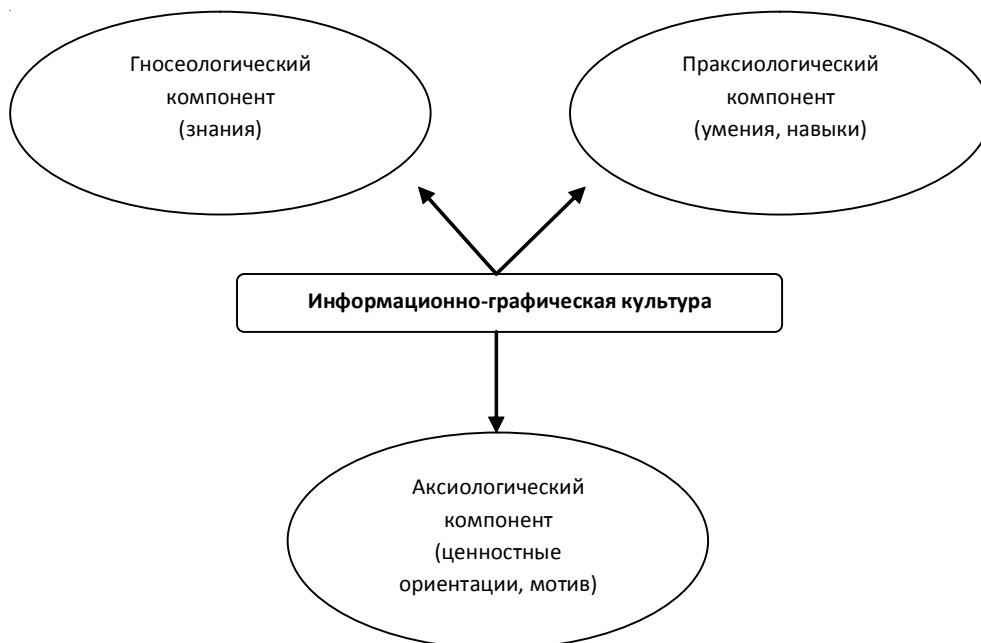 Гносеологический
компонент
(знания)
Праксиологический
компонент
(умения, навыки)
Информационно-графическая культура
Аксиологический
компонент
(ценностные
ориентации, мотив)